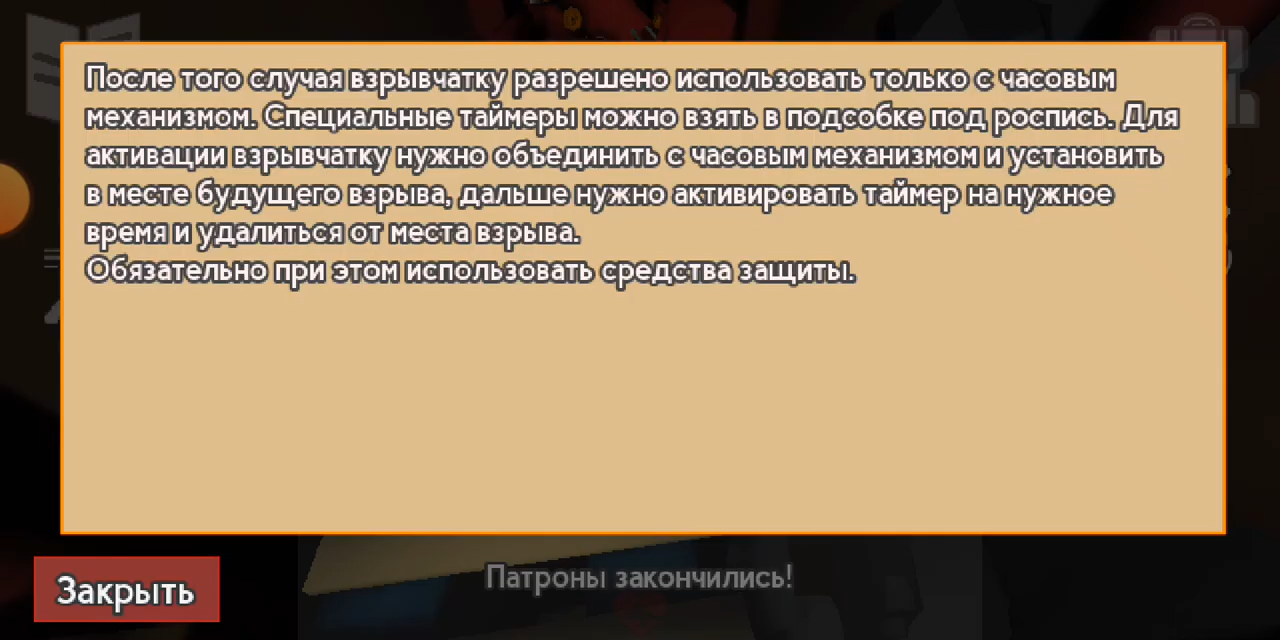 После того случая взрывчатку разрешено использовать только с часовым
механизмом. Специальные таймеры можно взять в подсобке под роспись. Для
активации взрывчатку нужно объединить с часовым механизмом и установить
в месте будущего взрыва, дальше нужно активировать таймер на нужное
время и удалиться от места взрыва.
Обязательно при этом использовать средства защиты.
Патроны закончились!
Закрыть